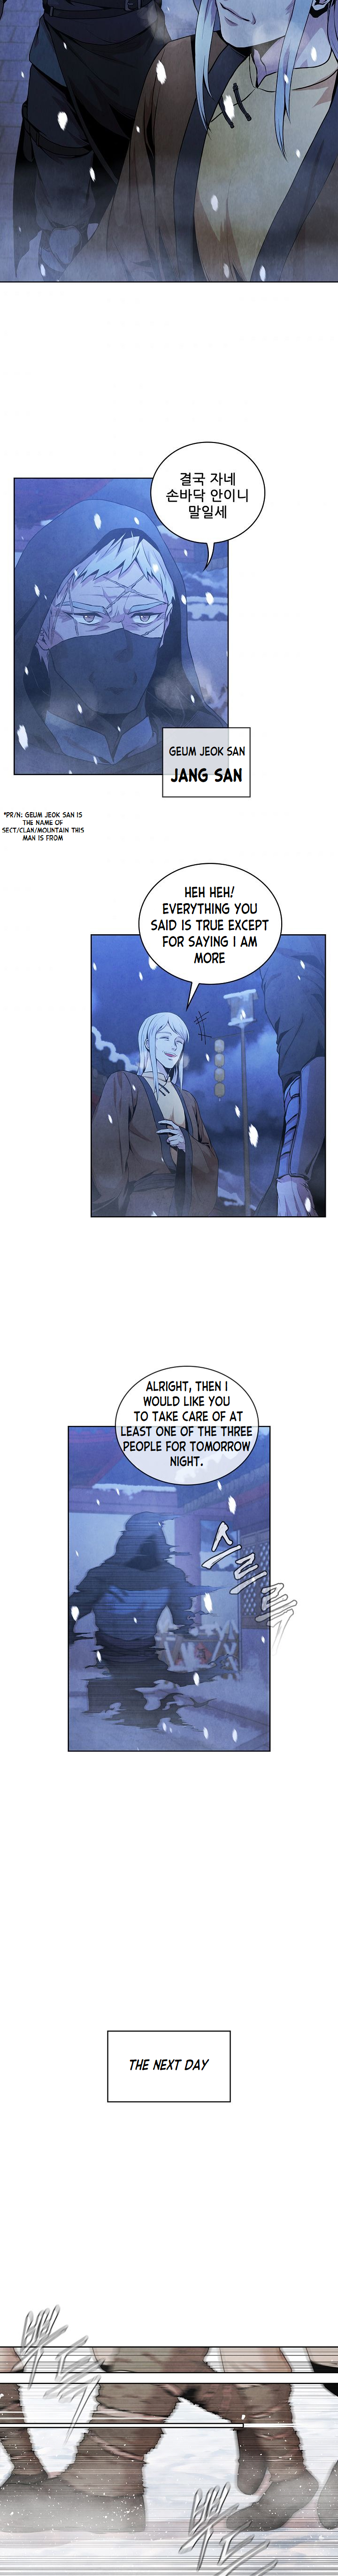 결국 자네
손바닥 안이니
말일세
GEUM JEOK SAN
JANG SAN
*PR/N: GEUM JEOK SAN IS
THE NAME OF
SECT/CLAN/MOUNTAIN THIS
MAN IS FROM
HEH HEH!
EVERYTHING YOU
SAID IS TRUE EXCEPT
FOR SAYING I AM
MORE
ALRIGHT, THEN I
WOULD LIKE YOU
TO TAKE CARE OF AT
LEAST ONE OF THE THREE
PEOPLE FOR TOMORROW
NIGHT.
스르륵
THE NEXT DAY